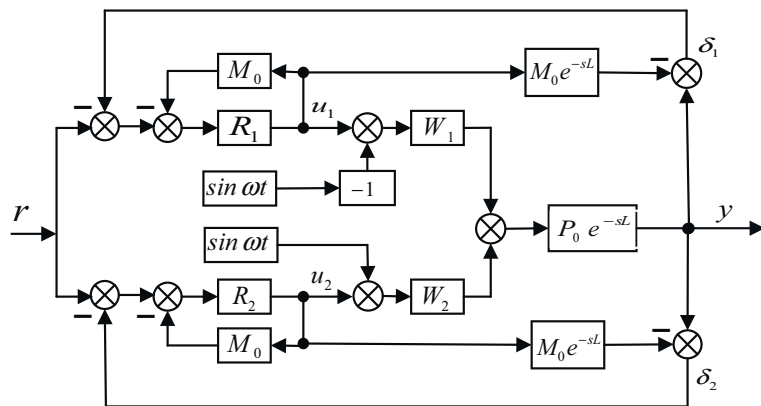 δ₁
M₀
M₀e⁻ˢᴸ
u₁
R₁
W₁
sin ωt
−1
r
sin ωt
P₀ e⁻ˢᴸ
y
u₂
R₂
W₂
M₀
M₀e⁻ˢᴸ
δ₂